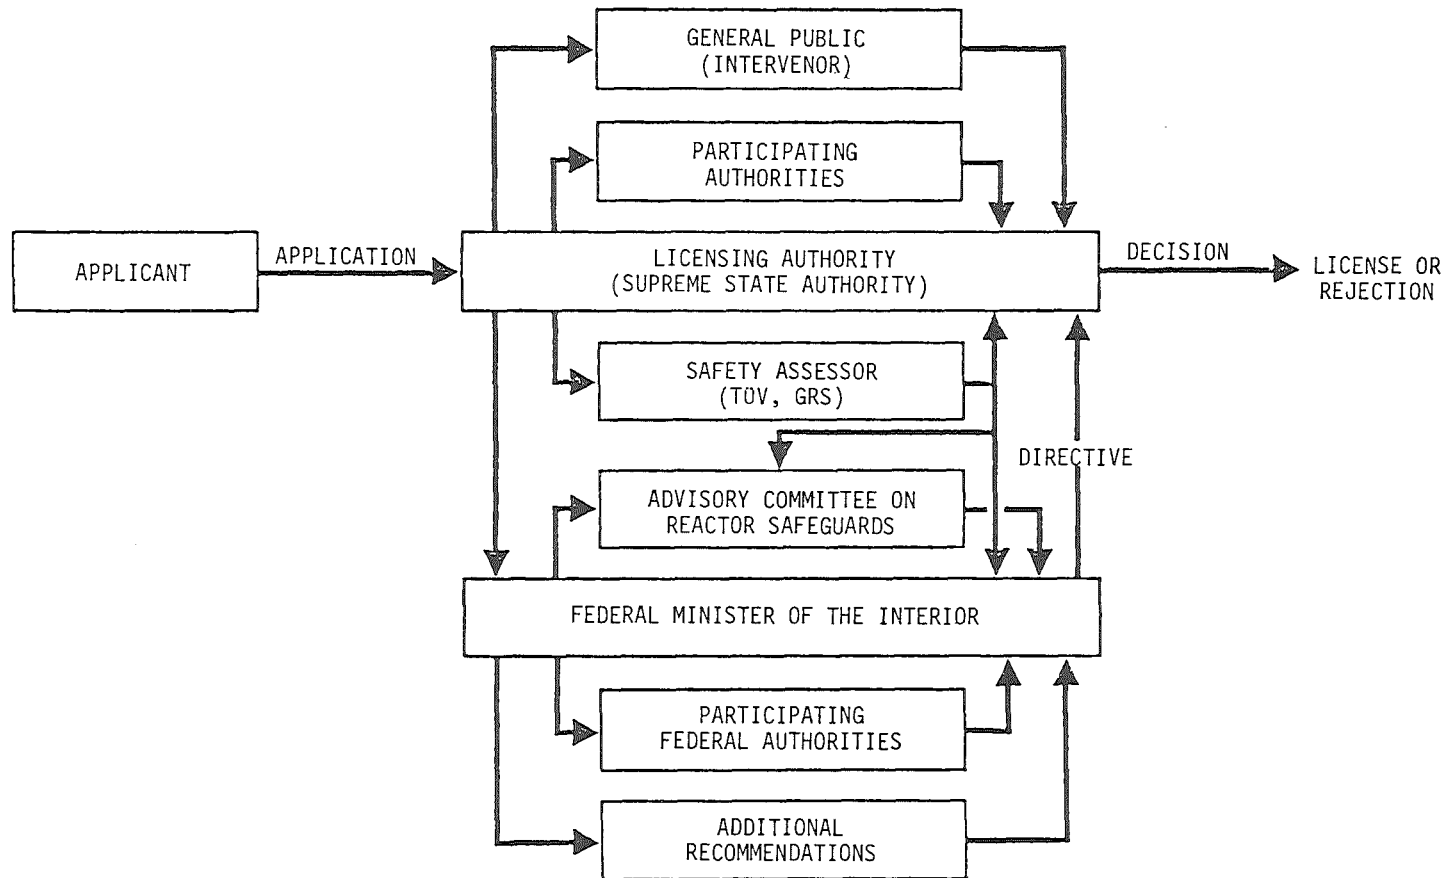 GENERAL PUBLIC
(INTERVENOR)
PARTICIPATING
AUTHORITIES
APPLICANT
APPLICATION
LICENSING AUTHORITY
(SUPREME STATE AUTHORITY)
DECISION
LICENSE OR
REJECTION
SAFETY ASSESSOR
(TÜV, GRS)
DIRECTIVE
ADVISORY COMMITTEE ON
REACTOR SAFEGUARDS
FEDERAL MINISTER OF THE INTERIOR
PARTICIPATING
FEDERAL AUTHORITIES
ADDITIONAL
RECOMMENDATIONS